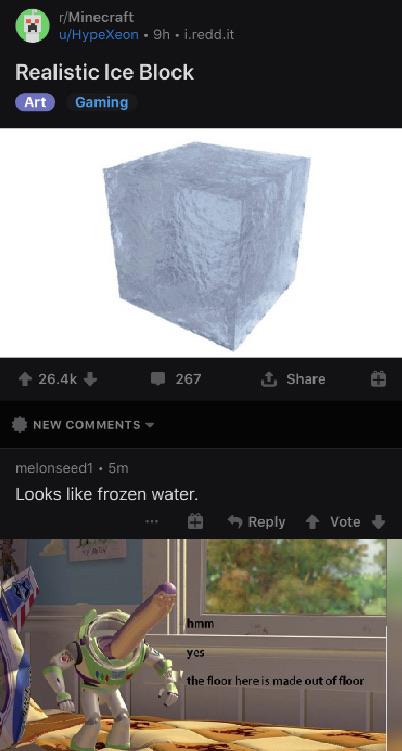 r/Minecraft
u/HypeXeon • 9h • i.redd.it
Realistic Ice Block
Art Gaming
26.4k 267 Share
NEW COMMENTS
melonseed1 • 5m
Looks like frozen water.
... Reply Vote
hmm
yes
the floor here is made out of floor